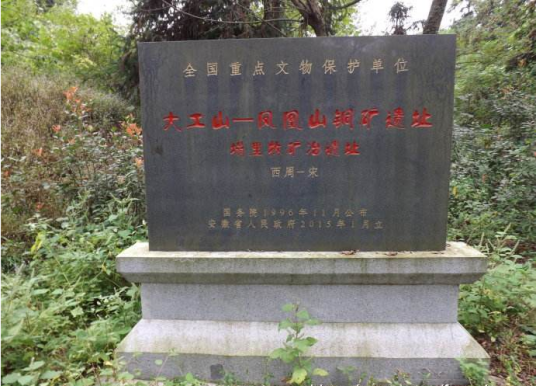 全国重点文物保护单位
大工山—凤凰山铜矿遗址
塌里牧矿冶遗址
西周—宋
国务院1996年11月公布
安徽省人民政府2015年1月立